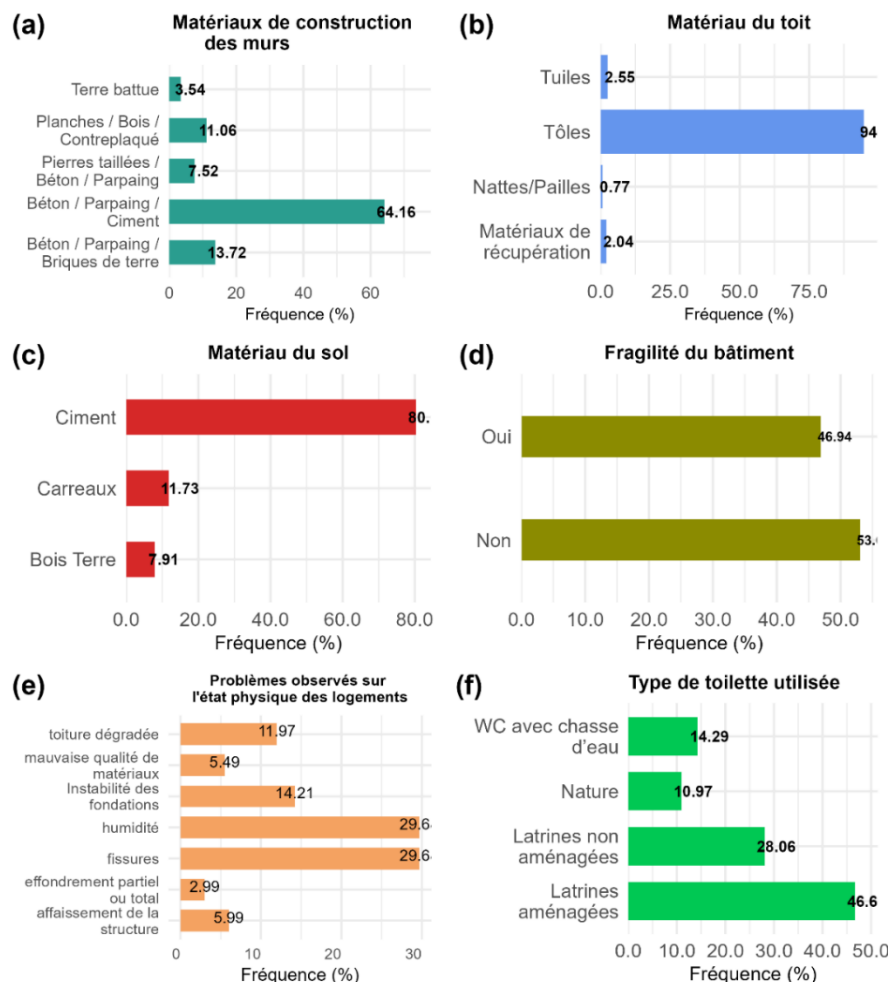 (a)
Matériaux de construction
des murs
Terre battue
3.54
Planches / Bois /
Contreplaqué
11.06
Pierres taillées /
Béton / Parpaing
7.52
Béton / Parpaing /
Ciment
64.16
Béton / Parpaing /
Briques de terre
13.72
0 20 40 60
Fréquence (%)
(b)
Matériau du toit
Tuiles
2.55
Tôles
94
Nattes/Pailles
0.77
Matériaux de
récupération
2.04
0.0 25.0 50.0 75.0
Fréquence (%)
(c)
Matériau du sol
Ciment
80.
Carreaux
11.73
Bois Terre
7.91
0.0 20.0 40.0 60.0 80.0
Fréquence (%)
(d)
Fragilité du bâtiment
Oui
46.94
Non
53.
0.0 10.0 20.0 30.0 40.0 50.0
Fréquence (%)
(e)
Problèmes observés sur
l'état physique des logements
toiture dégradée
11.97
mauvaise qualité de
matériaux
5.49
Instabilité des
fondations
14.21
humidité
29.6
fissures
29.6
effondrement partiel
ou total
2.99
affaissement de la
structure
5.99
0 10 20 30
Fréquence (%)
(f)
Type de toilette utilisée
WC avec chasse
d'eau
14.29
Nature
10.97
Latrines non
aménagées
28.06
Latrines
aménagées
46.6
0.0 10.0 20.0 30.0 40.0 50.0
Fréquence (%)